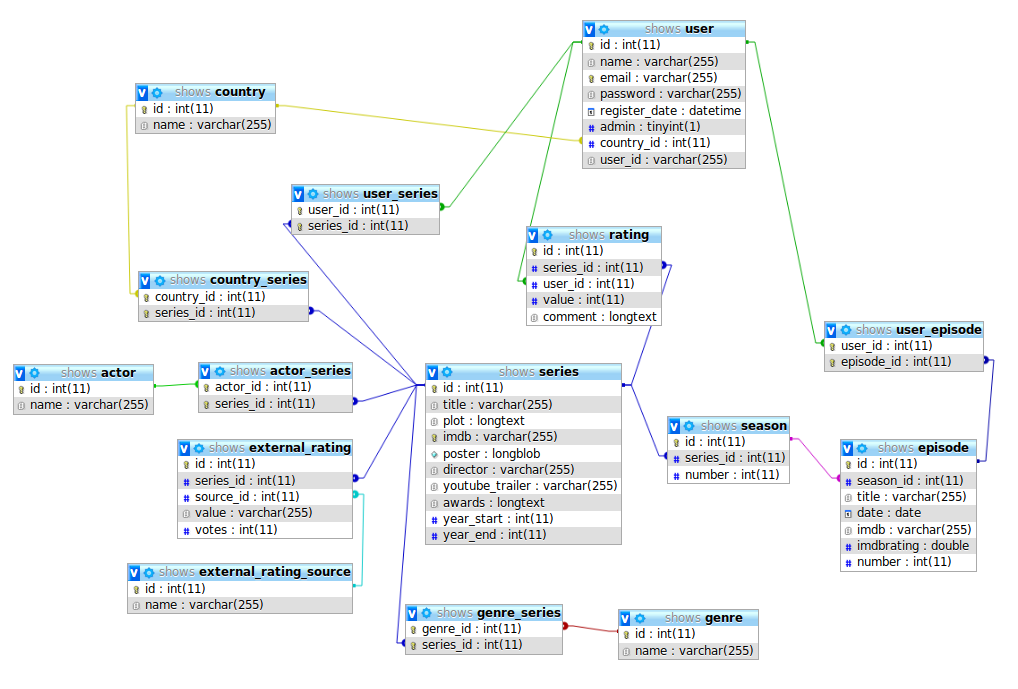 shows user
id : int(11)
name : varchar(255)
email : varchar(255)
password : varchar(255)
register_date : datetime
admin : tinyint(1)
country_id : int(11)
user_id : varchar(255)
shows country
id : int(11)
name : varchar(255)
shows user_series
user_id : int(11)
series_id : int(11)
shows rating
id : int(11)
series_id : int(11)
user_id : int(11)
value : int(11)
comment : longtext
shows country_series
country_id : int(11)
series_id : int(11)
shows user_episode
user_id : int(11)
episode_id : int(11)
shows actor
id : int(11)
name : varchar(255)
shows actor_series
actor_id : int(11)
series_id : int(11)
shows series
id : int(11)
title : varchar(255)
plot : longtext
imdb : varchar(255)
poster : longblob
director : varchar(255)
youtube_trailer : varchar(255)
awards : longtext
year_start : int(11)
year_end : int(11)
shows season
id : int(11)
series_id : int(11)
number : int(11)
shows episode
id : int(11)
season_id : int(11)
title : varchar(255)
date : date
imdb : varchar(255)
imdbrating : double
number : int(11)
shows external_rating
id : int(11)
series_id : int(11)
source_id : int(11)
value : varchar(255)
votes : int(11)
shows external_rating_source
id : int(11)
name : varchar(255)
shows genre_series
genre_id : int(11)
series_id : int(11)
shows genre
id : int(11)
name : varchar(255)